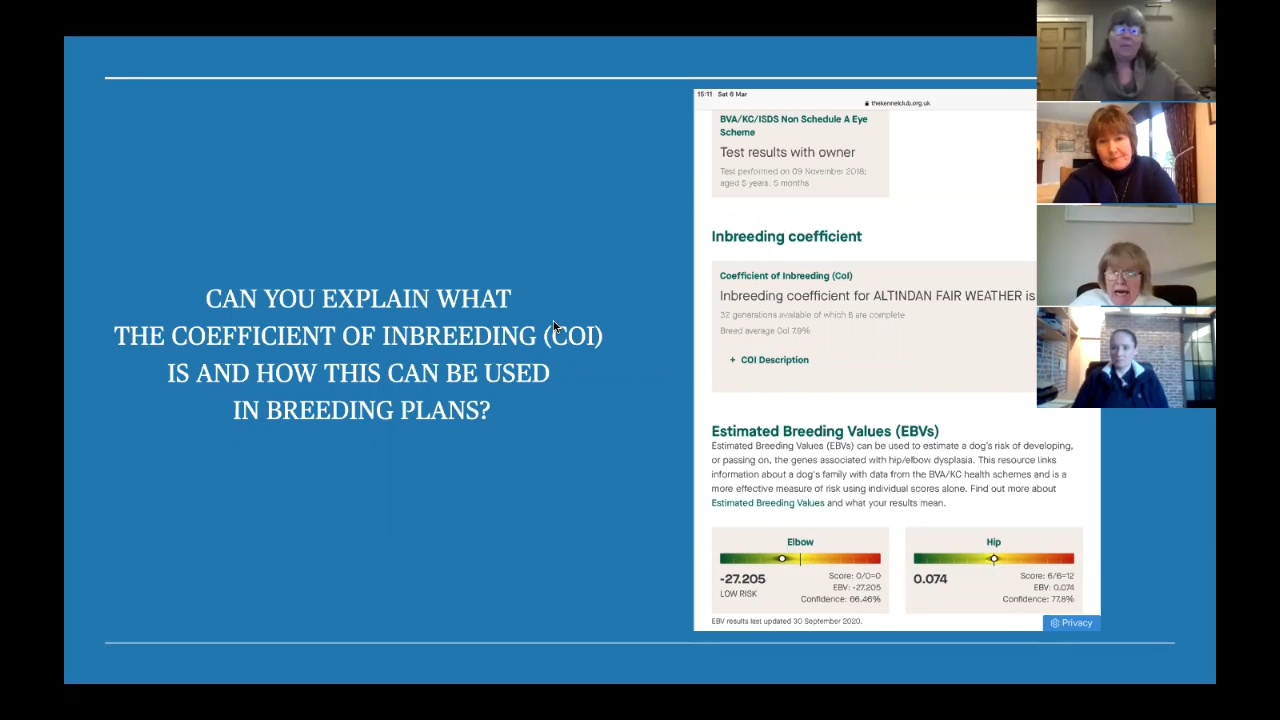 CAN YOU EXPLAIN WHAT
THE COEFFICIENT OF INBREEDING (COI)
IS AND HOW THIS CAN BE USED
IN BREEDING PLANS?
15:11 Sat 6 Mar
thekennelclub.org.uk
BVA/KC/ISDS Non Schedule A Eye
Scheme
Test results with owner
Test performed on 09 November 2018;
aged 5 years, 5 months
Inbreeding coefficient
Coefficient of Inbreeding (CoI)
Inbreeding coefficient for ALTINDAN FAIR WEATHER is
32 generations available of which 8 are complete
Breed average CoI 7.9%
+ COI Description
Estimated Breeding Values (EBVs)
Estimated Breeding Values (EBVs) can be used to estimate a dog's risk of developing,
or passing on, the genes associated with hip/elbow dysplasia. This resource links
information about a dog's family with data from the BVA/KC health schemes and is a
more effective measure of risk using individual scores alone. Find out more about
Estimated Breeding Values and what your results mean.
Elbow
-27.205
LOW RISK
Score: 0/0=0
EBV: -27.205
Confidence: 66.46%
Hip
0.074
Score: 6/6=12
EBV: 0.074
Confidence: 77.8%
EBV results last updated 30 September 2020.
Privacy